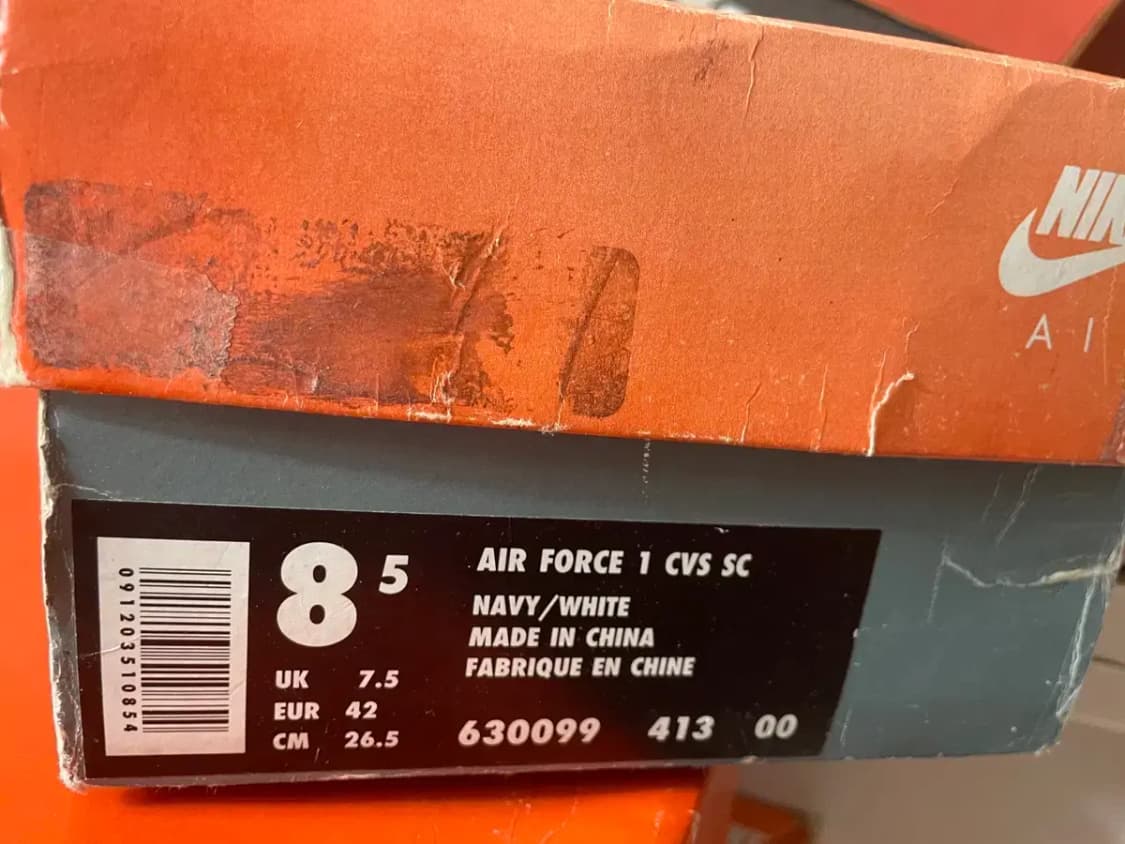 NIK
AI
091203510854
8 5
AIR FORCE 1 CVS SC
NAVY/WHITE
MADE IN CHINA
FABRIQUE EN CHINE
UK 7.5
EUR 42
CM 26.5
630099 413 00